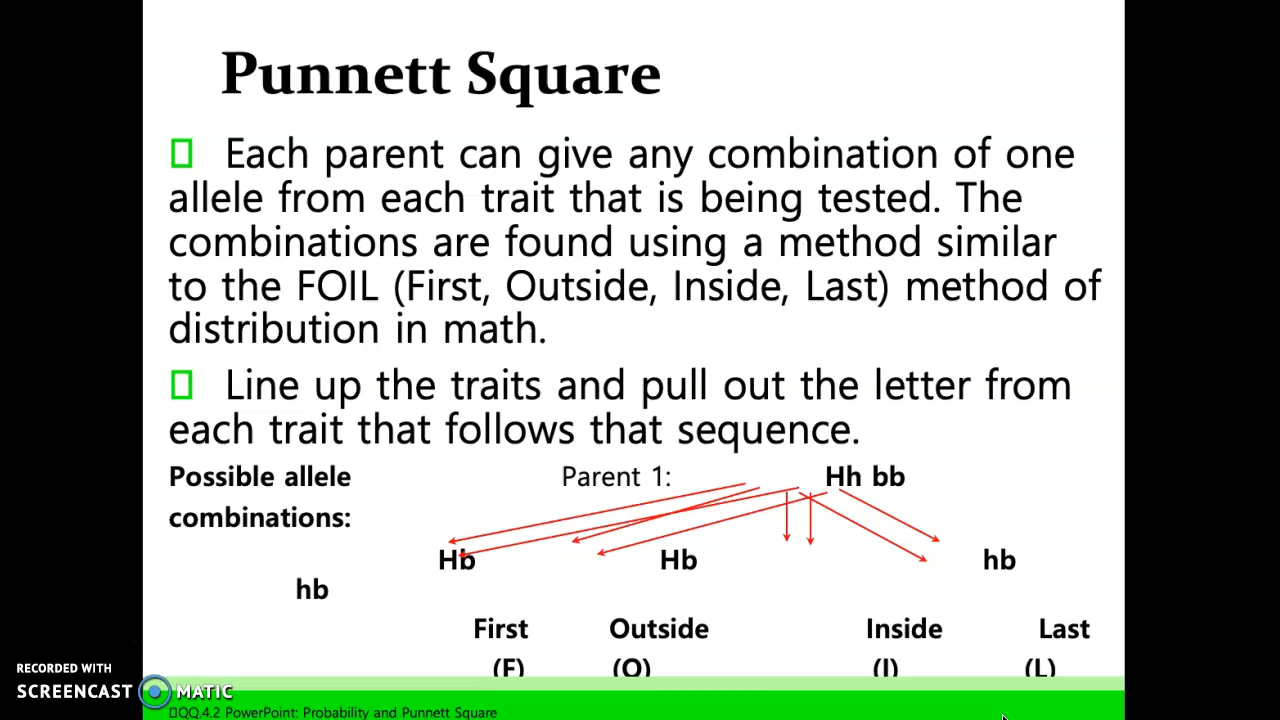 Punnett Square
Each parent can give any combination of one
allele from each trait that is being tested. The
combinations are found using a method similar
to the FOIL (First, Outside, Inside, Last) method of
distribution in math.
Line up the traits and pull out the letter from
each trait that follows that sequence.
Possible allele Parent 1: Hh bb
combinations:
Hb Hb hb
hb
First Outside Inside Last
(F) (O) (I) (L)
RECORDED WITH
SCREENCAST MATIC
QQ.4.2 PowerPoint: Probability and Punnett Square